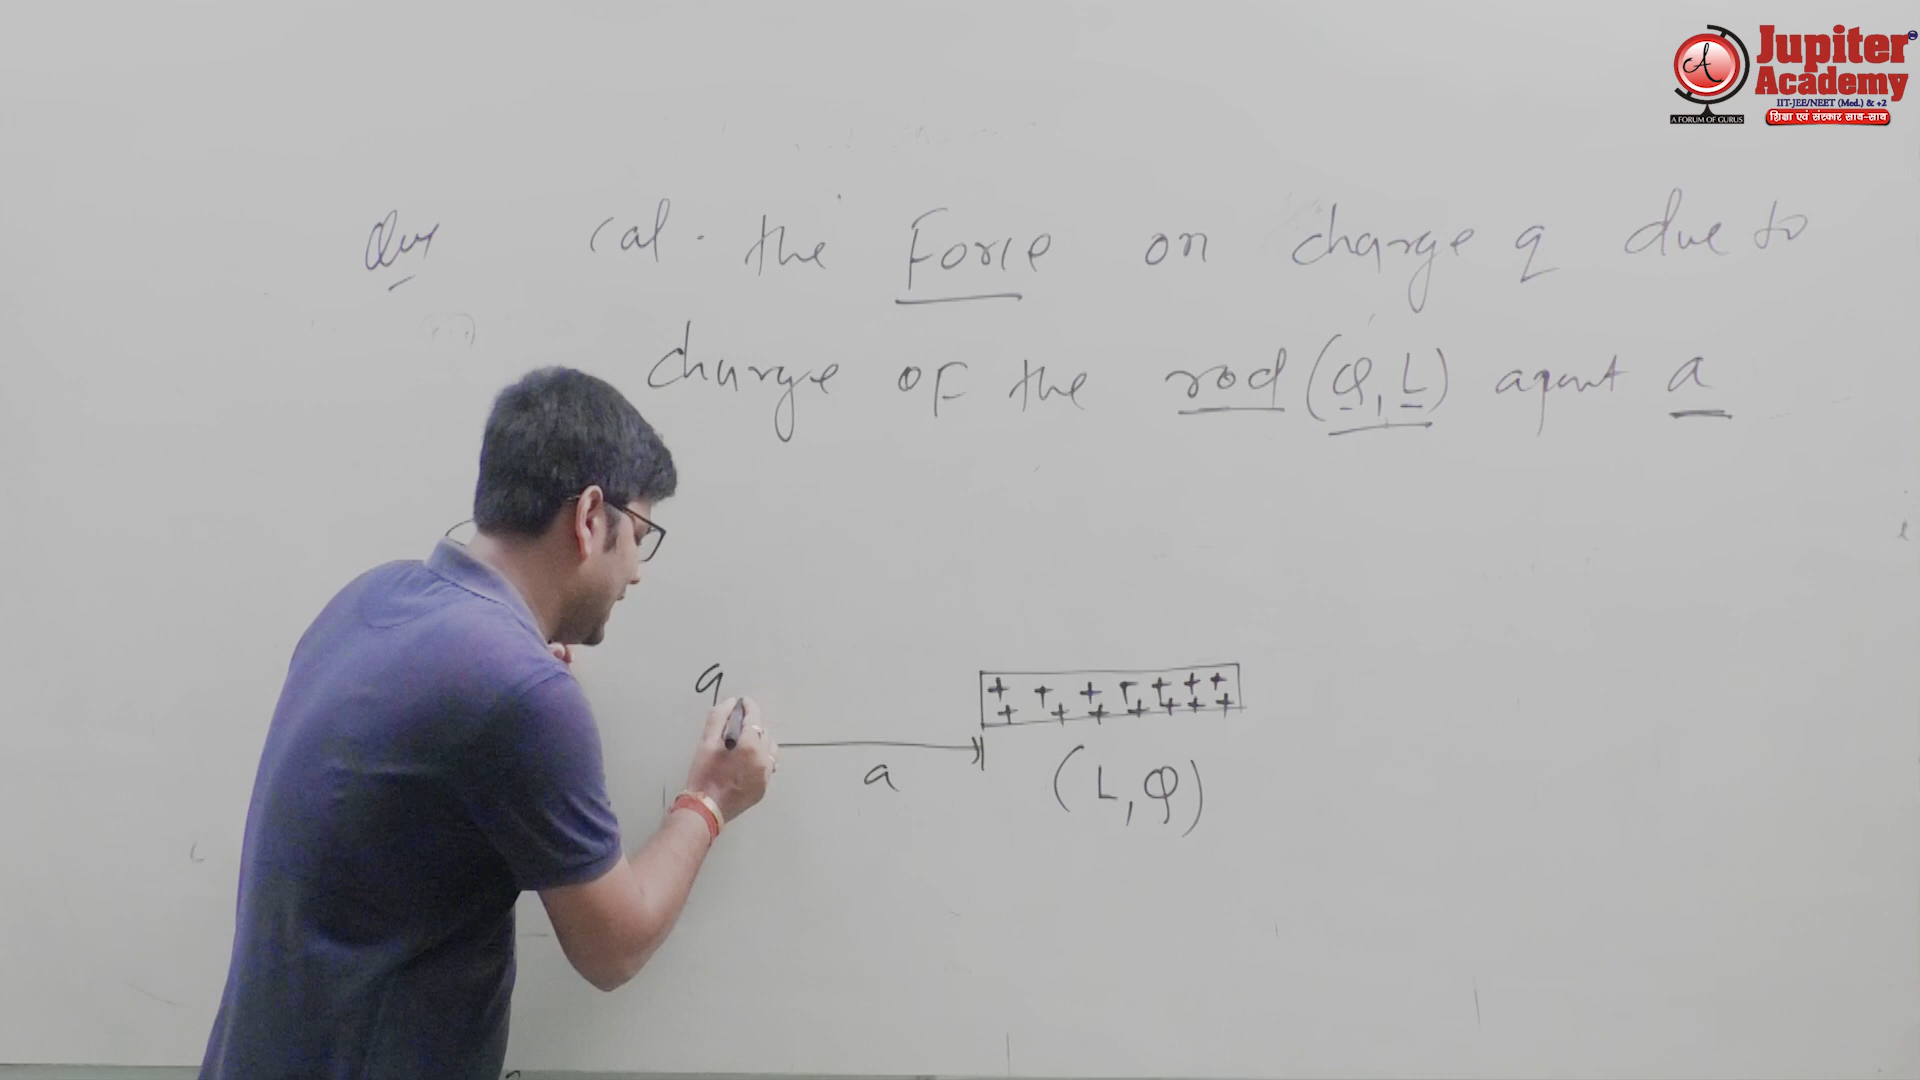 Jupiter
Academy
IIT-JEE/NEET (Med.) & +2
A FORUM OF GURUS
शिक्षा एवं संस्कार साथ-साथ
Que cal. the Force on charge q due to
charge of the rod (Q, L) apart a
q
a
(L, Q)